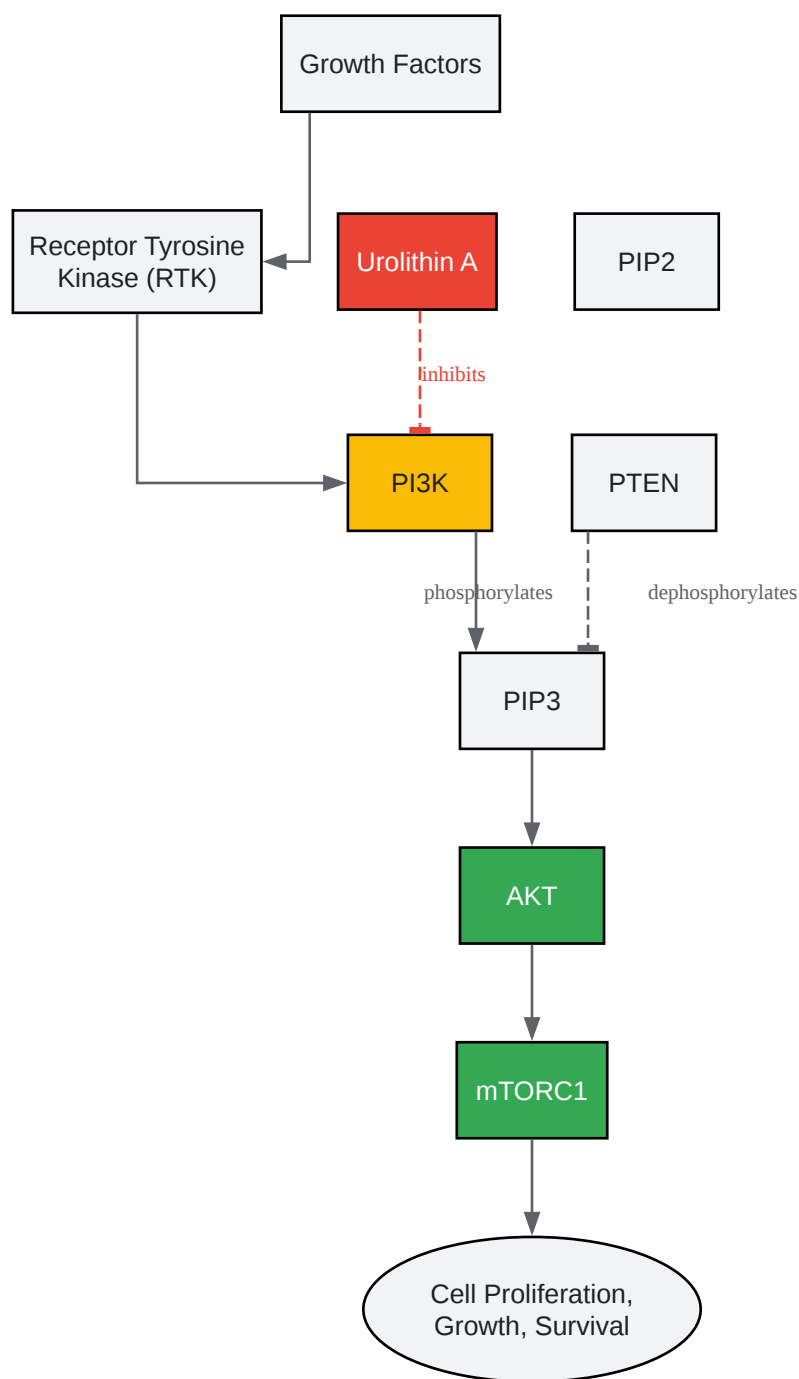 Growth Factors
Receptor Tyrosine
Kinase (RTK)
Urolithin A
PIP2
inhibits
PI3K
PTEN
phosphorylates
dephosphorylates
PIP3
AKT
mTORC1
Cell Proliferation,
Growth, Survival